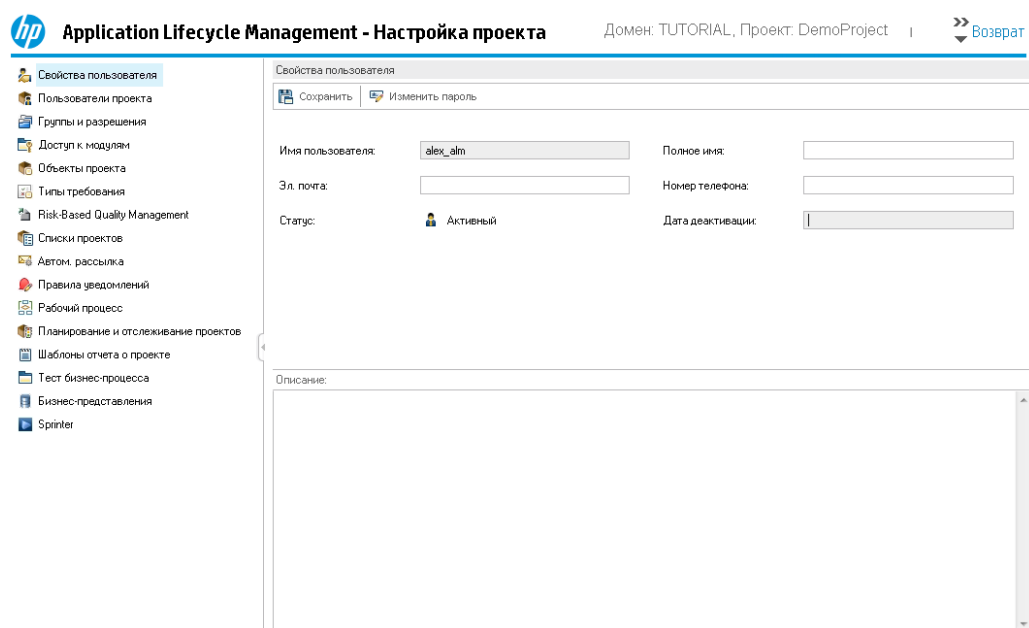 hp
Application Lifecycle Management - Настройка проекта
Домен: TUTORIAL, Проект: DemoProject |
Возврат
Свойства пользователя
Пользователи проекта
Группы и разрешения
Доступ к модулям
Объекты проекта
Типы требования
Risk-Based Quality Management
Списки проектов
Автом. рассылка
Правила уведомлений
Рабочий процесс
Планирование и отслеживание проектов
Шаблоны отчета о проекте
Тест бизнес-процесса
Бизнес-представления
Sprinter
Свойства пользователя
Сохранить Изменить пароль
Имя пользователя: alex_alm Полное имя:
Эл. почта: Номер телефона:
Статус: Активный Дата деактивации:
Описание: